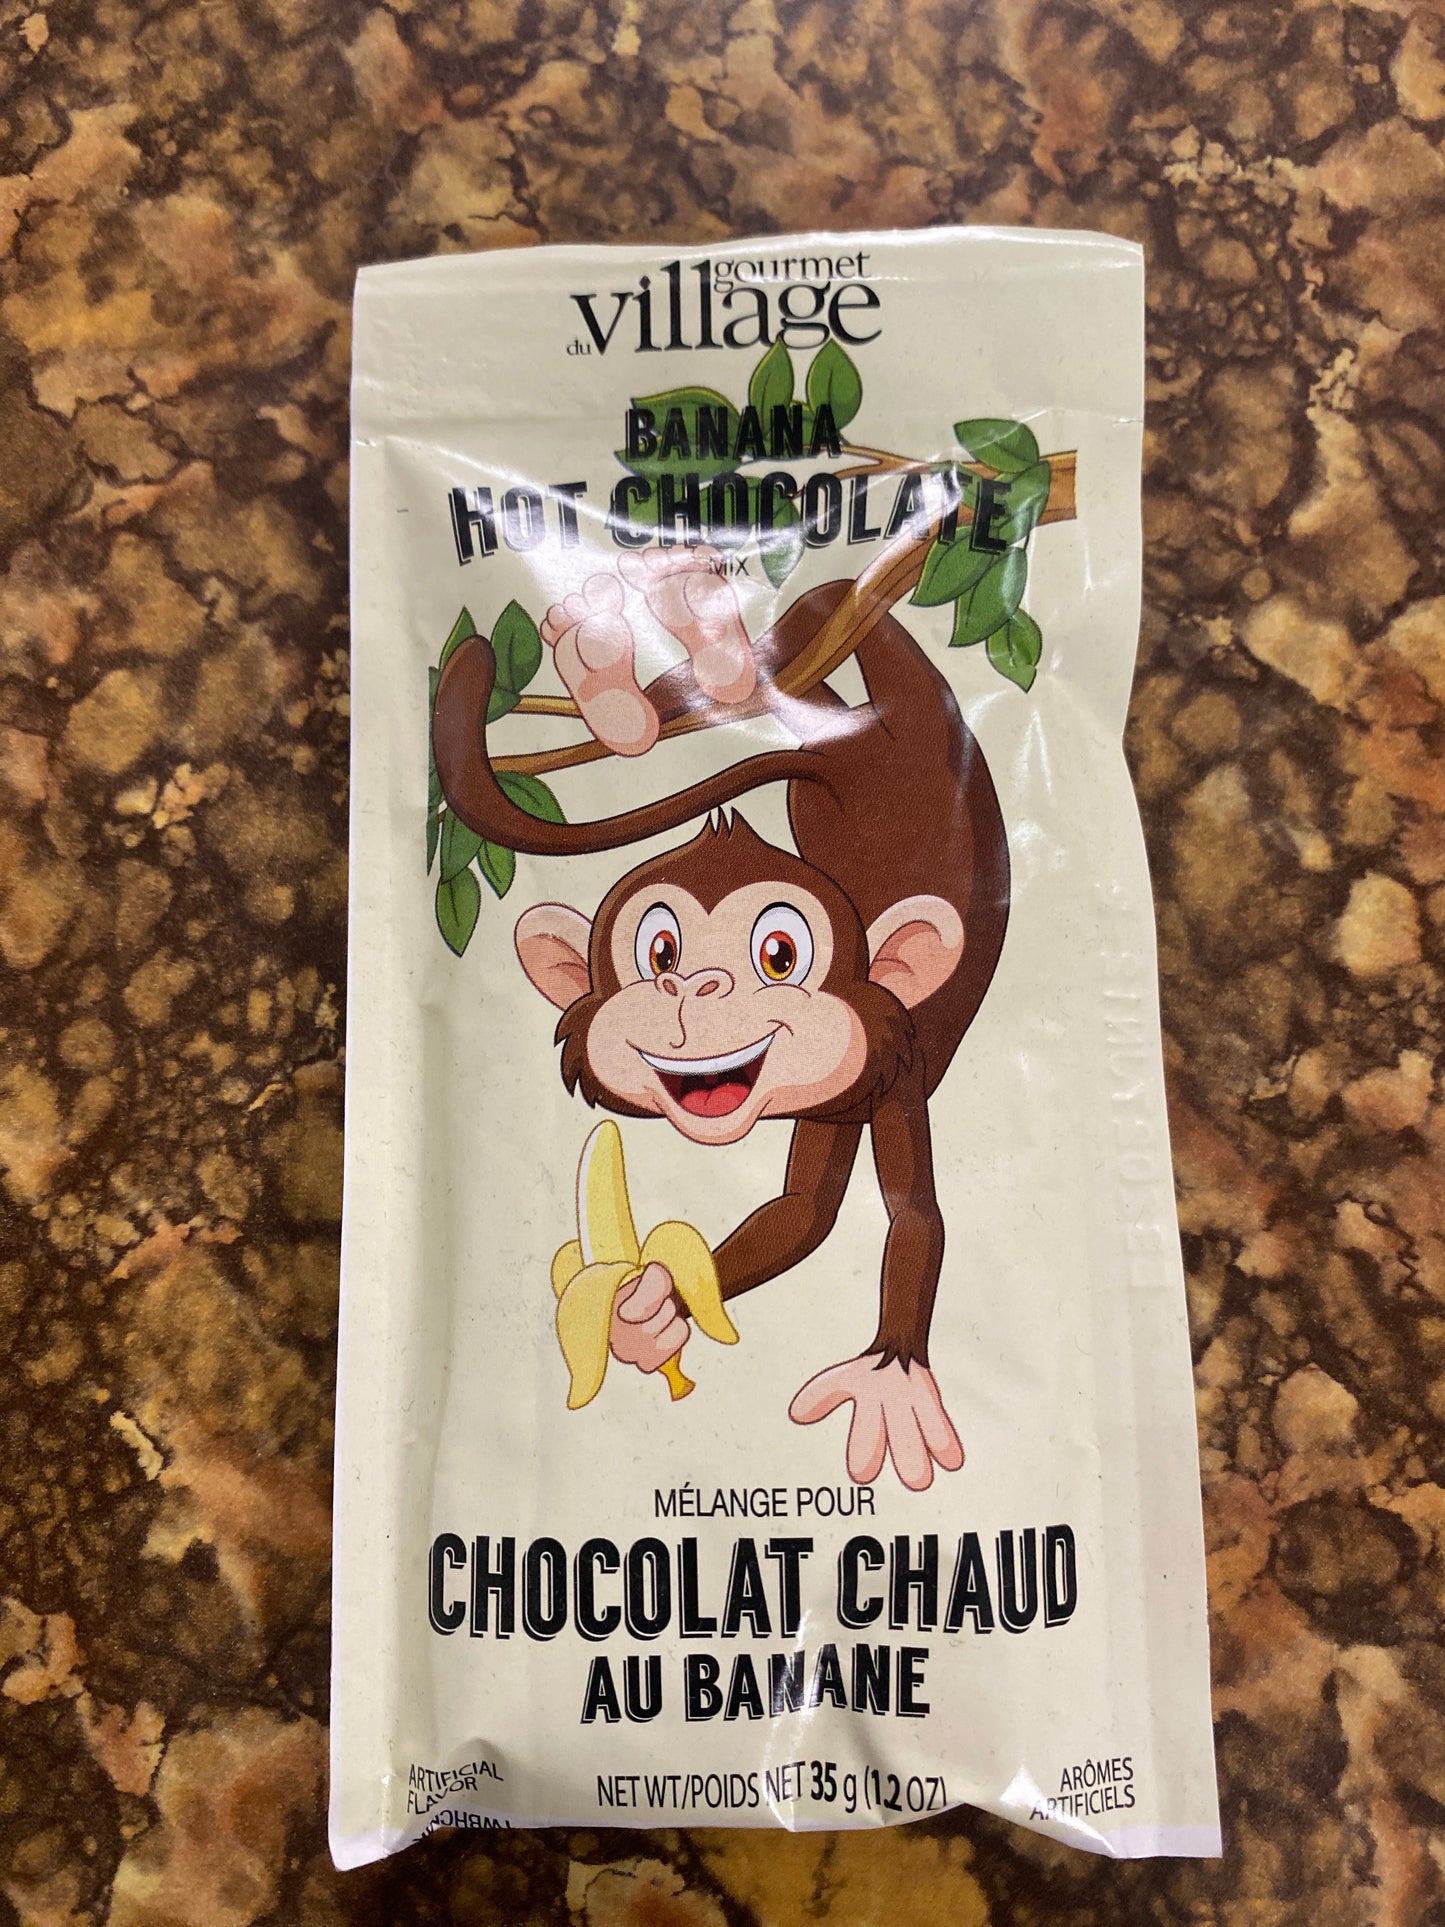 gourmet
du village
BANANA
HOT CHOCOLATE
MIX
MÉLANGE POUR
CHOCOLAT CHAUD
AU BANANE
ARTIFICIAL
FLAVOR
NET WT/POIDS NET 35 g (1.2 OZ)
ARÔMES
ARTIFICIELS